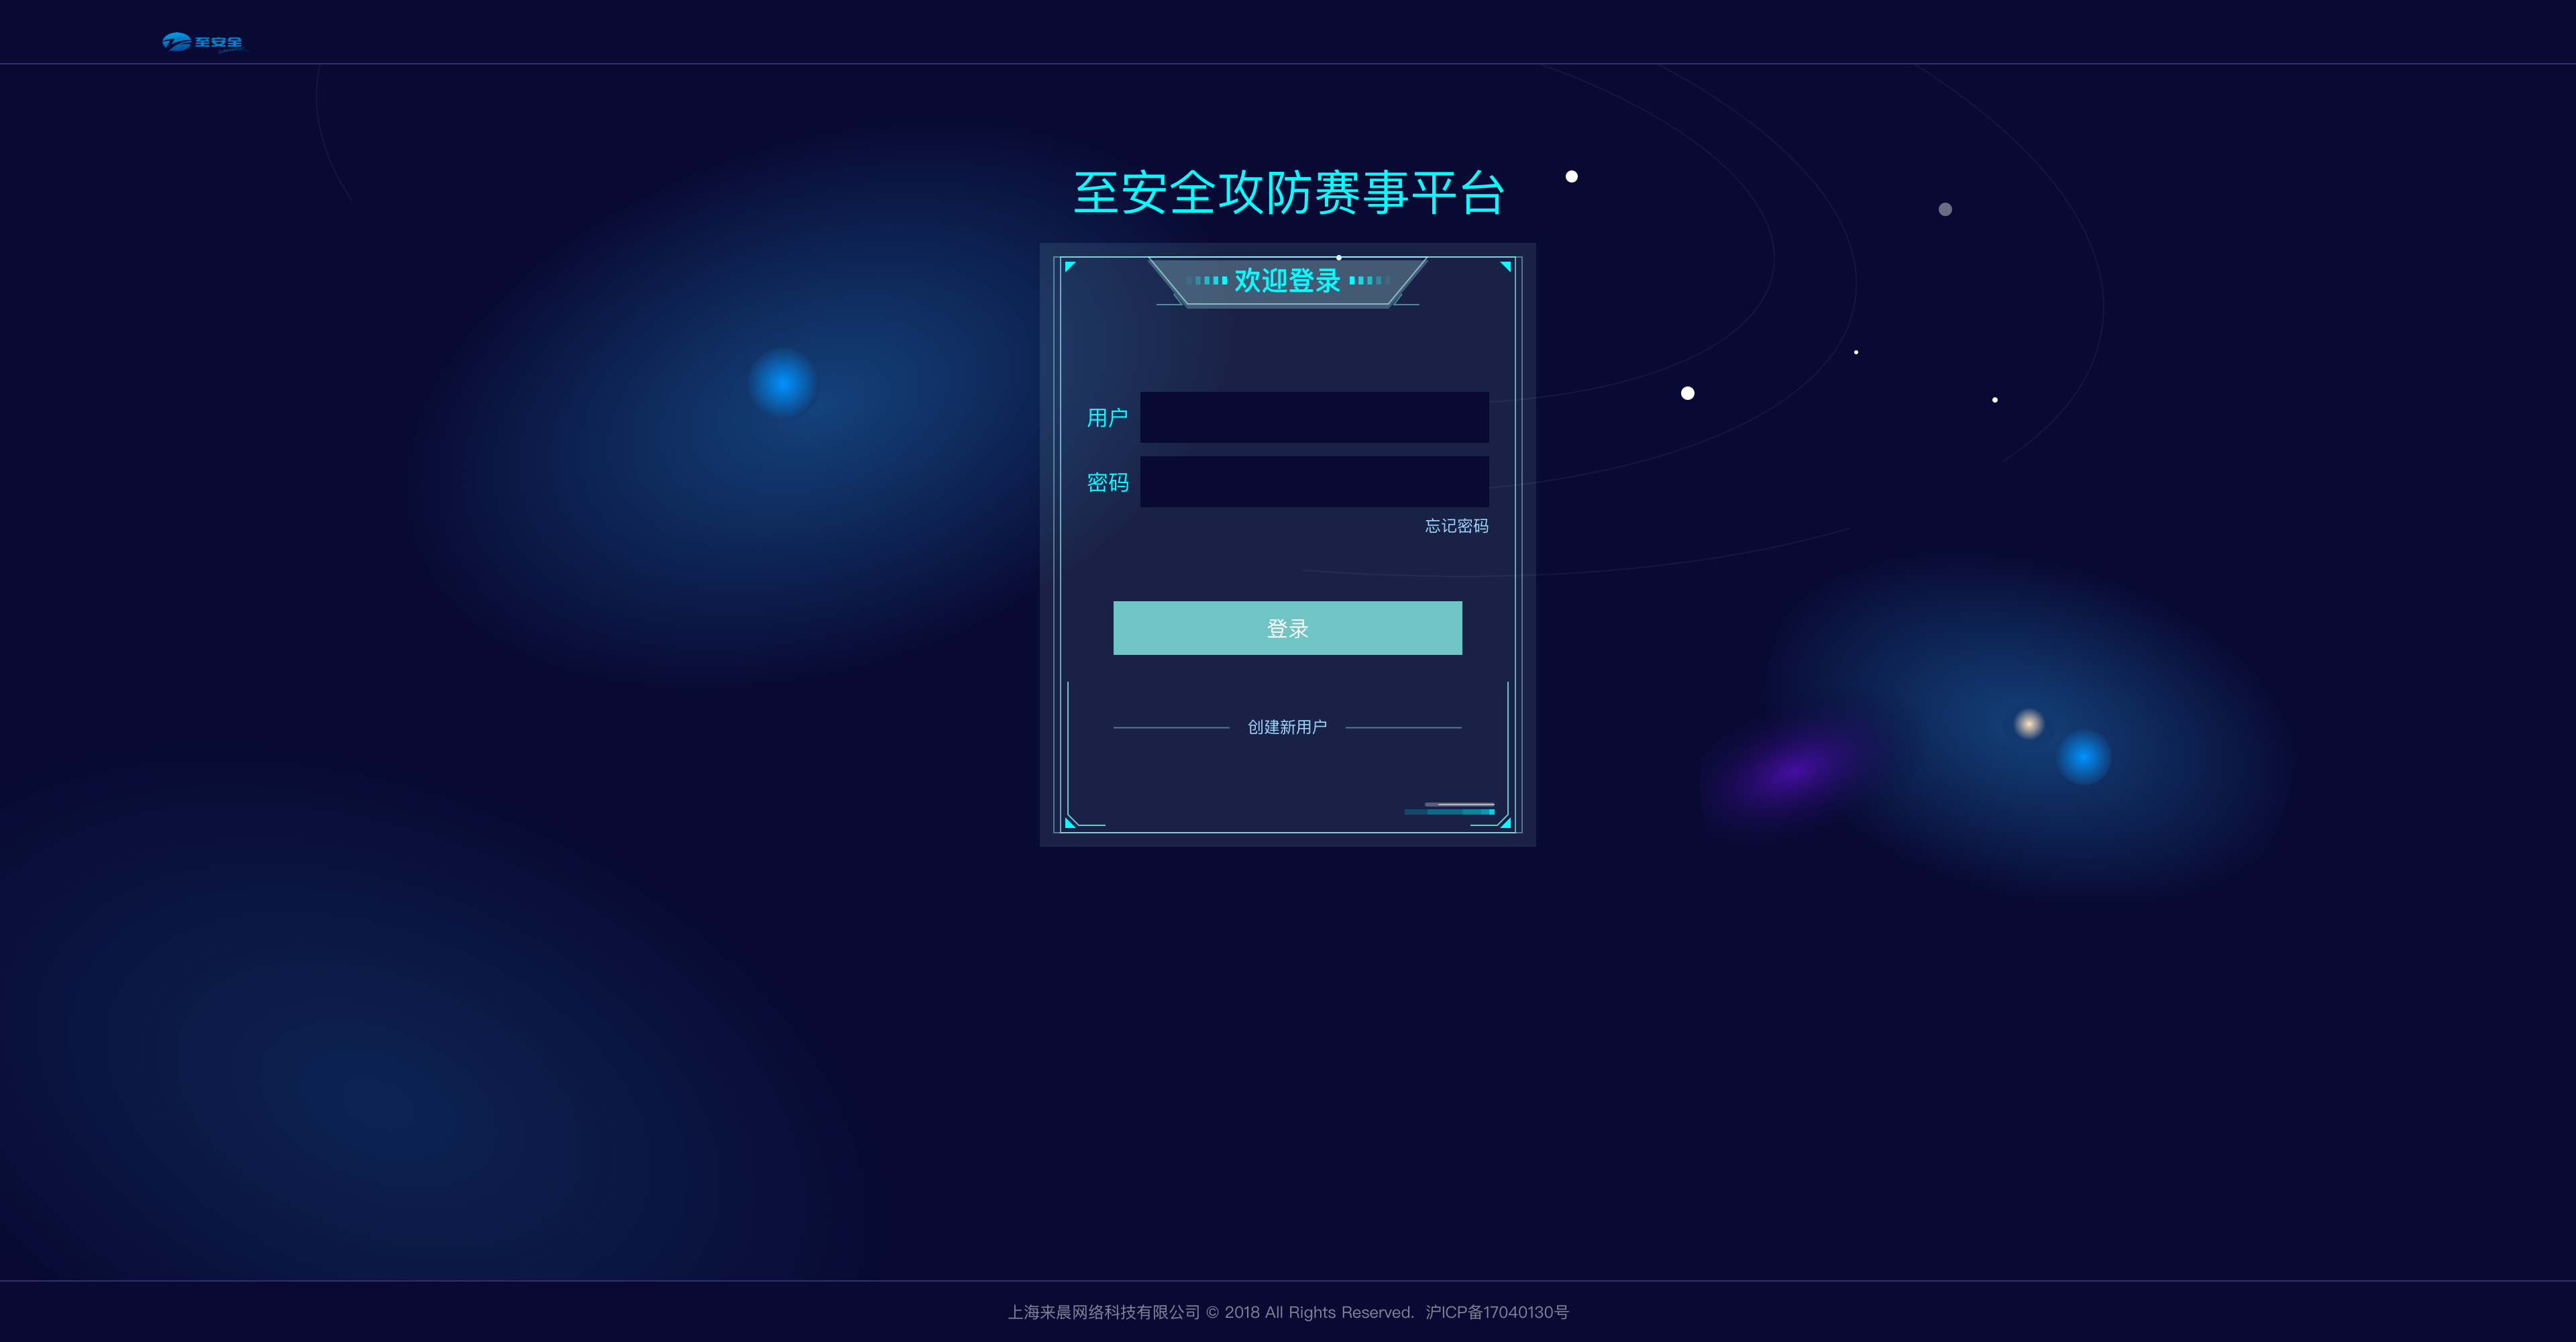 至安全
至安全攻防赛事平台
欢迎登录
用户
密码
忘记密码
登录
创建新用户
上海来晨网络科技有限公司 © 2018 All Rights Reserved. 沪ICP备17040130号